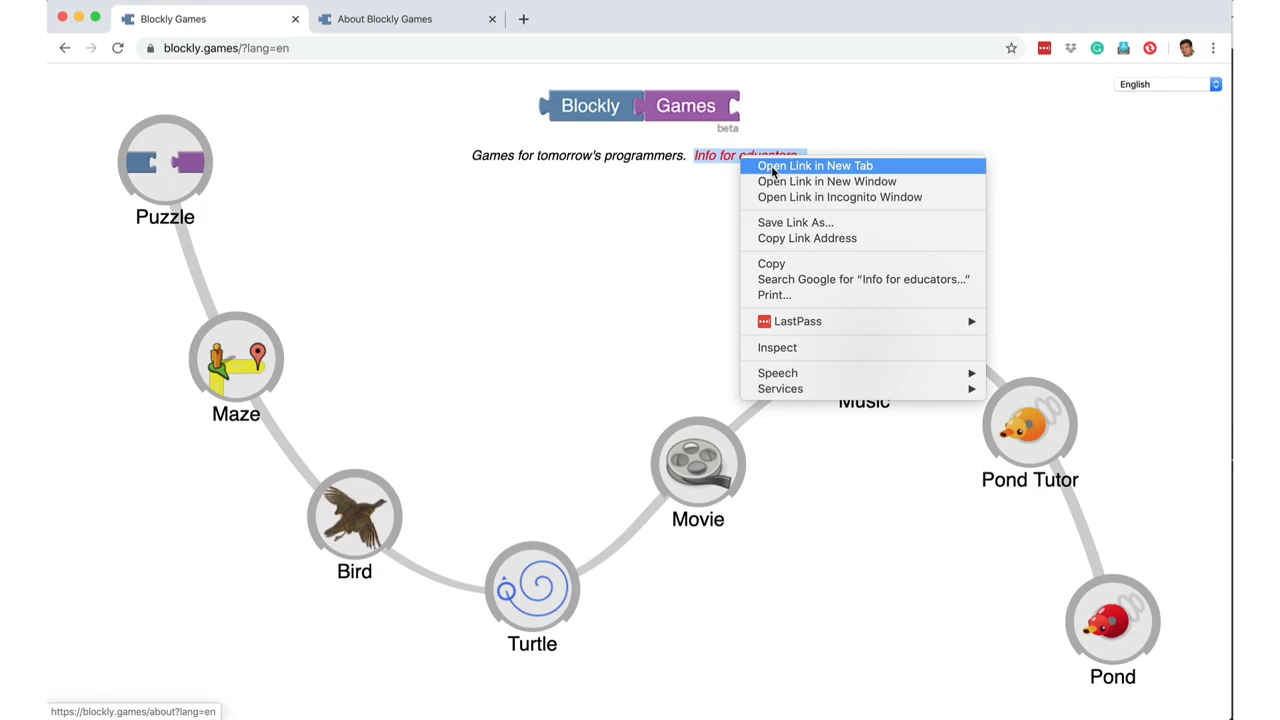 Blockly Games
About Blockly Games
blockly.games/?lang=en
English
Blockly Games
beta
Games for tomorrow's programmers. Info for educators...
Open Link in New Tab
Open Link in New Window
Open Link in Incognito Window
Save Link As...
Copy Link Address
Copy
Search Google for “Info for educators...”
Print...
LastPass
Inspect
Speech
Services
Puzzle
Maze
Bird
Turtle
Movie
Music
Pond Tutor
Pond
https://blockly.games/about?lang=en